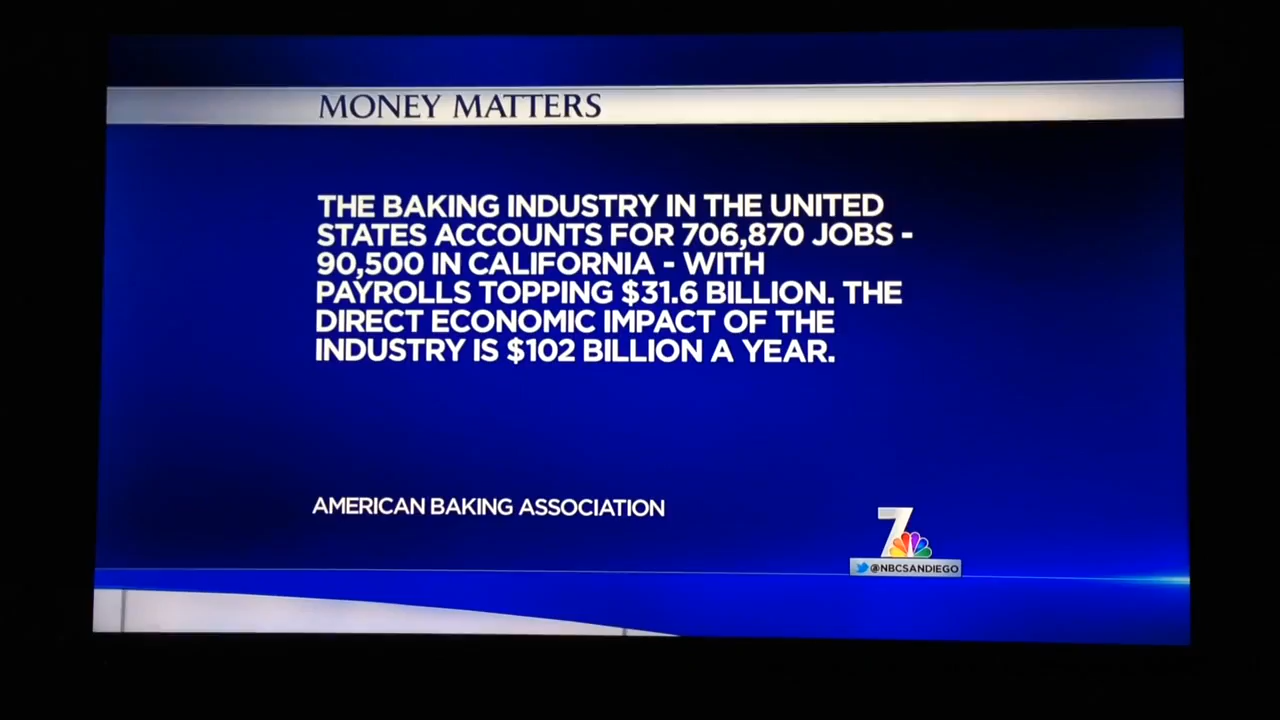 MONEY MATTERS
THE BAKING INDUSTRY IN THE UNITED
STATES ACCOUNTS FOR 706,870 JOBS -
90,500 IN CALIFORNIA - WITH
PAYROLLS TOPPING $31.6 BILLION. THE
DIRECT ECONOMIC IMPACT OF THE
INDUSTRY IS $102 BILLION A YEAR.
AMERICAN BAKING ASSOCIATION
7
@NBCSANDIEGO